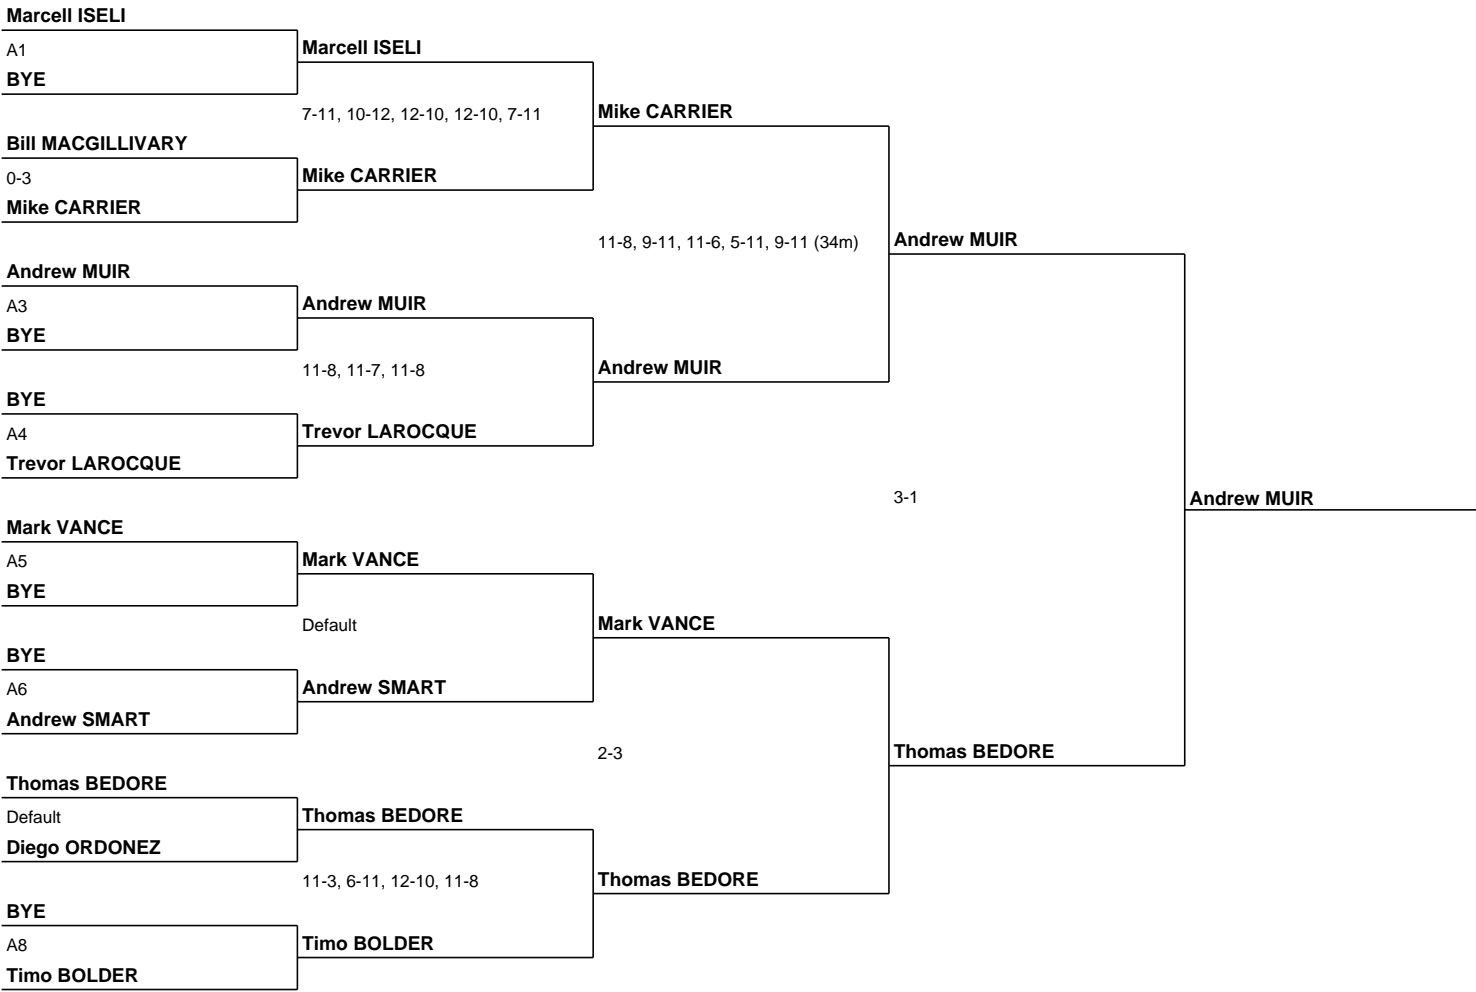 Marcell ISELI
A1
BYE
Bill MACGILLIVARY
0-3
Mike CARRIER
Andrew MUIR
A3
BYE
BYE
A4
Trevor LAROCQUE
Mark VANCE
A5
BYE
BYE
A6
Andrew SMART
Thomas BEDORE
Default
Diego ORDONEZ
BYE
A8
Timo BOLDER
Marcell ISELI
7-11, 10-12, 12-10, 12-10, 7-11
Mike CARRIER
Andrew MUIR
11-8, 11-7, 11-8
Trevor LAROCQUE
Mark VANCE
Default
Andrew SMART
Thomas BEDORE
11-3, 6-11, 12-10, 11-8
Timo BOLDER
Mike CARRIER
11-8, 9-11, 11-6, 5-11, 9-11 (34m)
Andrew MUIR
Mark VANCE
2-3
Thomas BEDORE
Andrew MUIR
3-1
Thomas BEDORE
Andrew MUIR